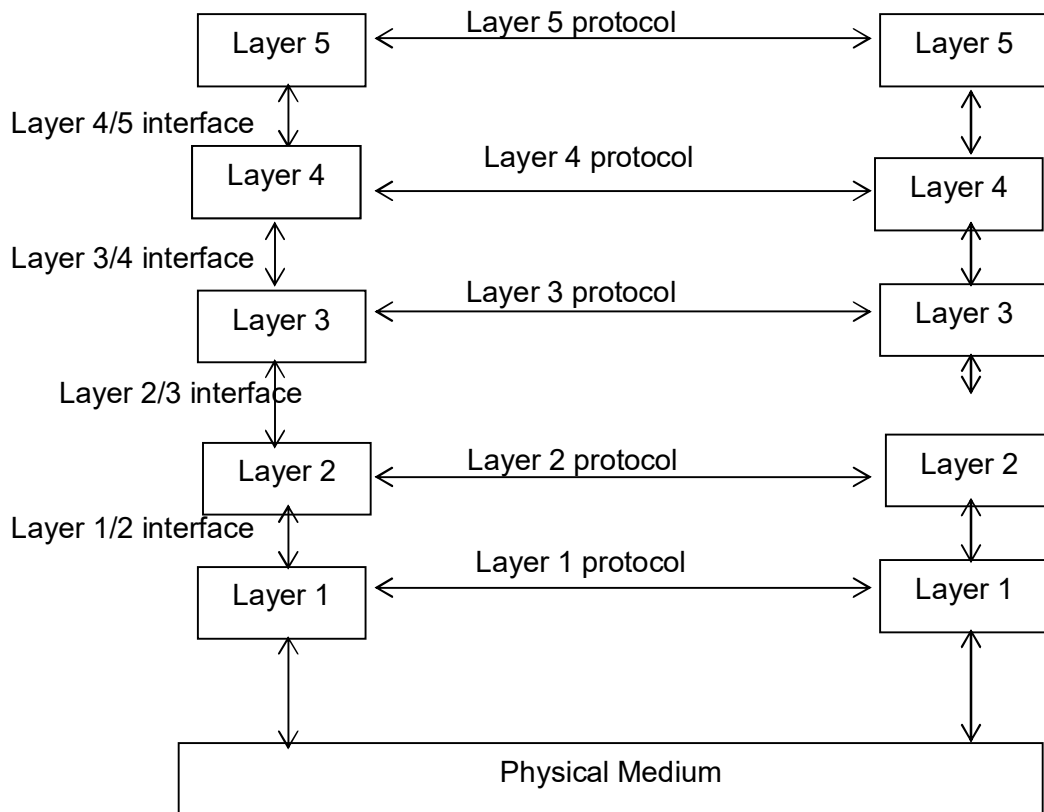 Layer 5
Layer 5 protocol
Layer 5
Layer 4/5 interface
Layer 4
Layer 4 protocol
Layer 4
Layer 3/4 interface
Layer 3
Layer 3 protocol
Layer 3
Layer 2/3 interface
Layer 2
Layer 2 protocol
Layer 2
Layer 1/2 interface
Layer 1
Layer 1 protocol
Layer 1
Physical Medium